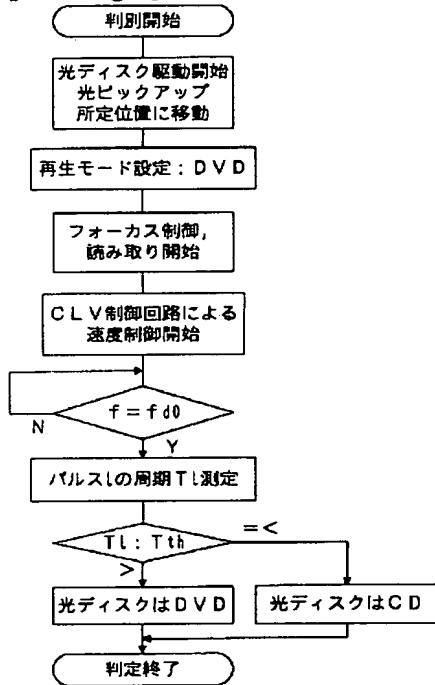 判別開始
光ディスク駆動開始
光ピックアップ
所定位置に移動
再生モード設定：ＤＶＤ
フォーカス制御，
読み取り開始
ＣＬＶ制御回路による
速度制御開始
f = f d0
N
Y
パルスlの周期Ｔl測定
Ｔl：Ｔth
=<
>
光ディスクはＤＶＤ
光ディスクはＣＤ
判定終了